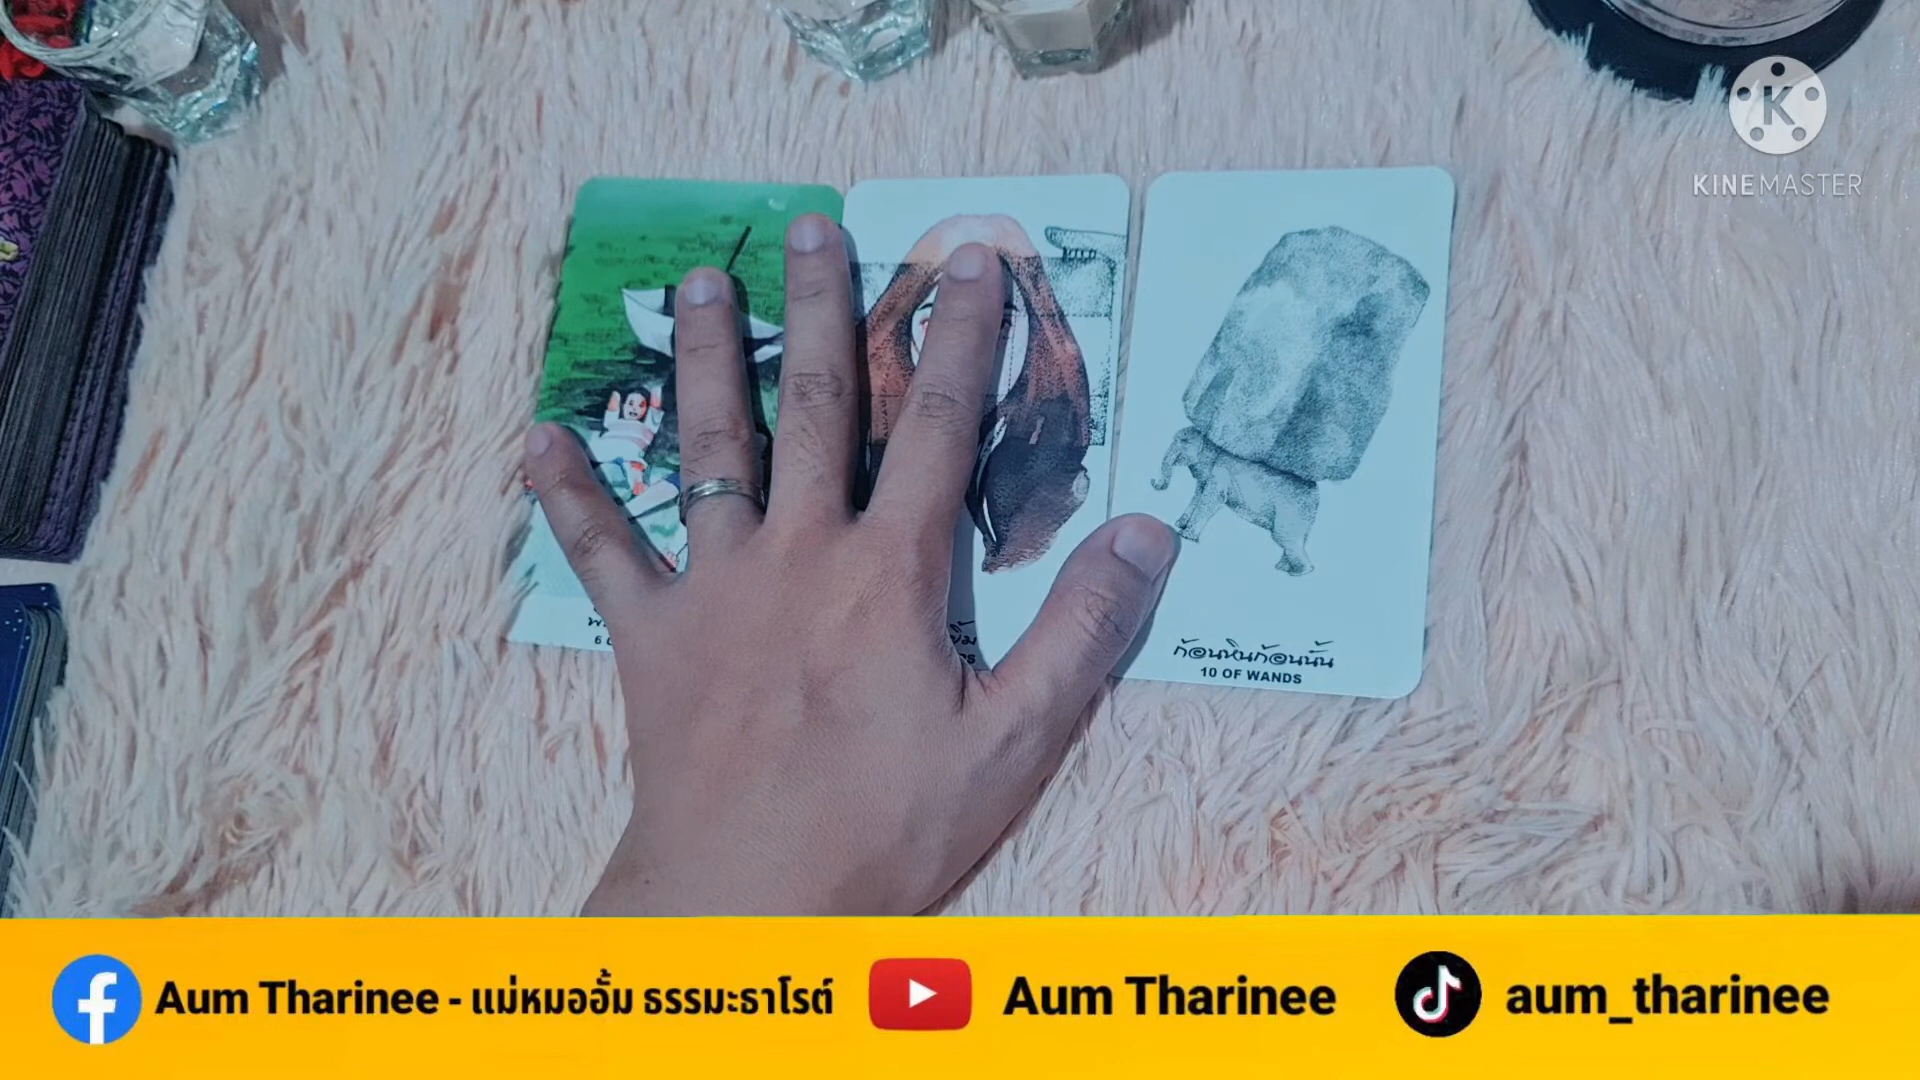 KINEMASTER
ก้อนหินก้อนนั้น
10 OF WANDS
Aum Tharinee - แม่หมออั้ม ธรรมะธาโรต์
Aum Tharinee
aum_tharinee